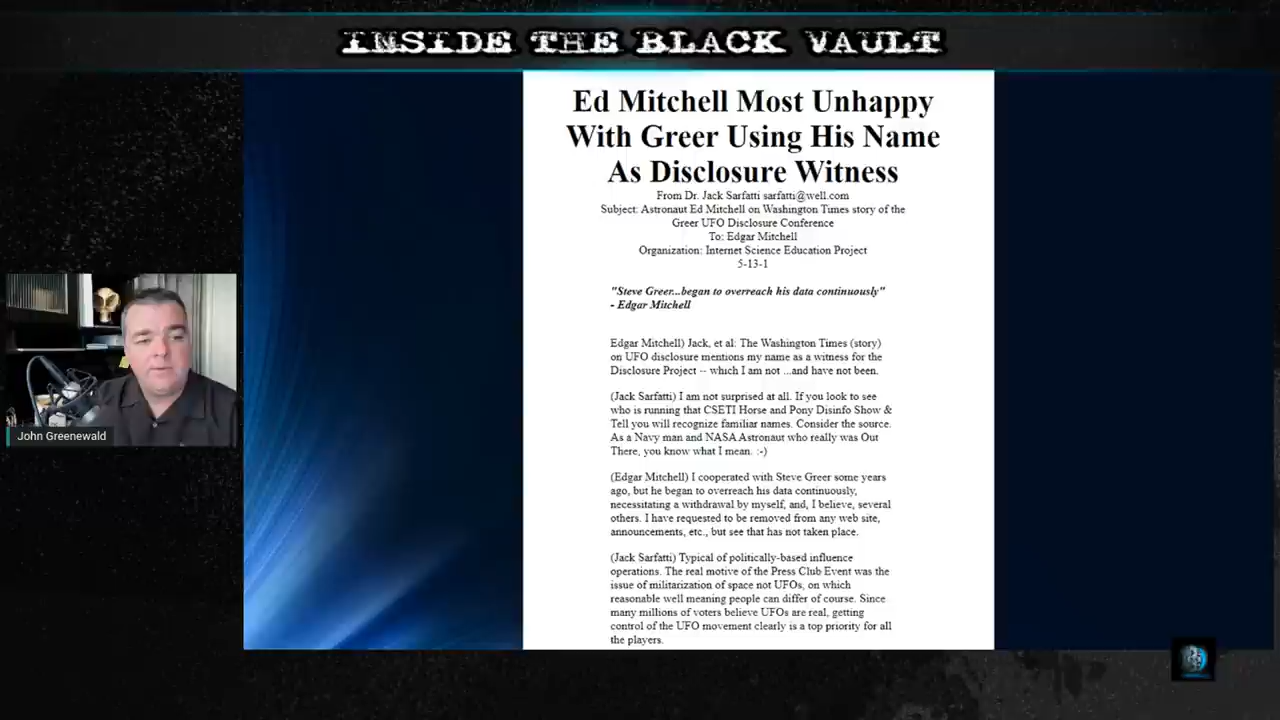 INSIDE THE BLACK VAULT
Ed Mitchell Most Unhappy
With Greer Using His Name
As Disclosure Witness
From Dr. Jack Sarfatti sarfatti@well.com
Subject: Astronaut Ed Mitchell on Washington Times story of the
Greer UFO Disclosure Conference
To: Edgar Mitchell
Organization: Internet Science Education Project
5-13-1
"Steve Greer...began to overreach his data continuously"
- Edgar Mitchell
Edgar Mitchell) Jack, et al: The Washington Times (story)
on UFO disclosure mentions my name as a witness for the
Disclosure Project -- which I am not ...and have not been.
(Jack Sarfatti) I am not surprised at all. If you look to see
who is running that CSETI Horse and Pony Disinfo Show &
Tell you will recognize familiar names. Consider the source.
As a Navy man and NASA Astronaut who really was Out
There, you know what I mean. :-)
(Edgar Mitchell) I cooperated with Steve Greer some years
ago, but he began to overreach his data continuously,
necessitating a withdrawal by myself, and, I believe, several
others. I have requested to be removed from any web site,
announcements, etc., but see that has not taken place.
(Jack Sarfatti) Typical of politically-based influence
operations. The real motive of the Press Club Event was the
issue of militarization of space not UFOs, on which
reasonable well meaning people can differ of course. Since
many millions of voters believe UFOs are real, getting
control of the UFO movement clearly is a top priority for all
the players.
John Greenewald